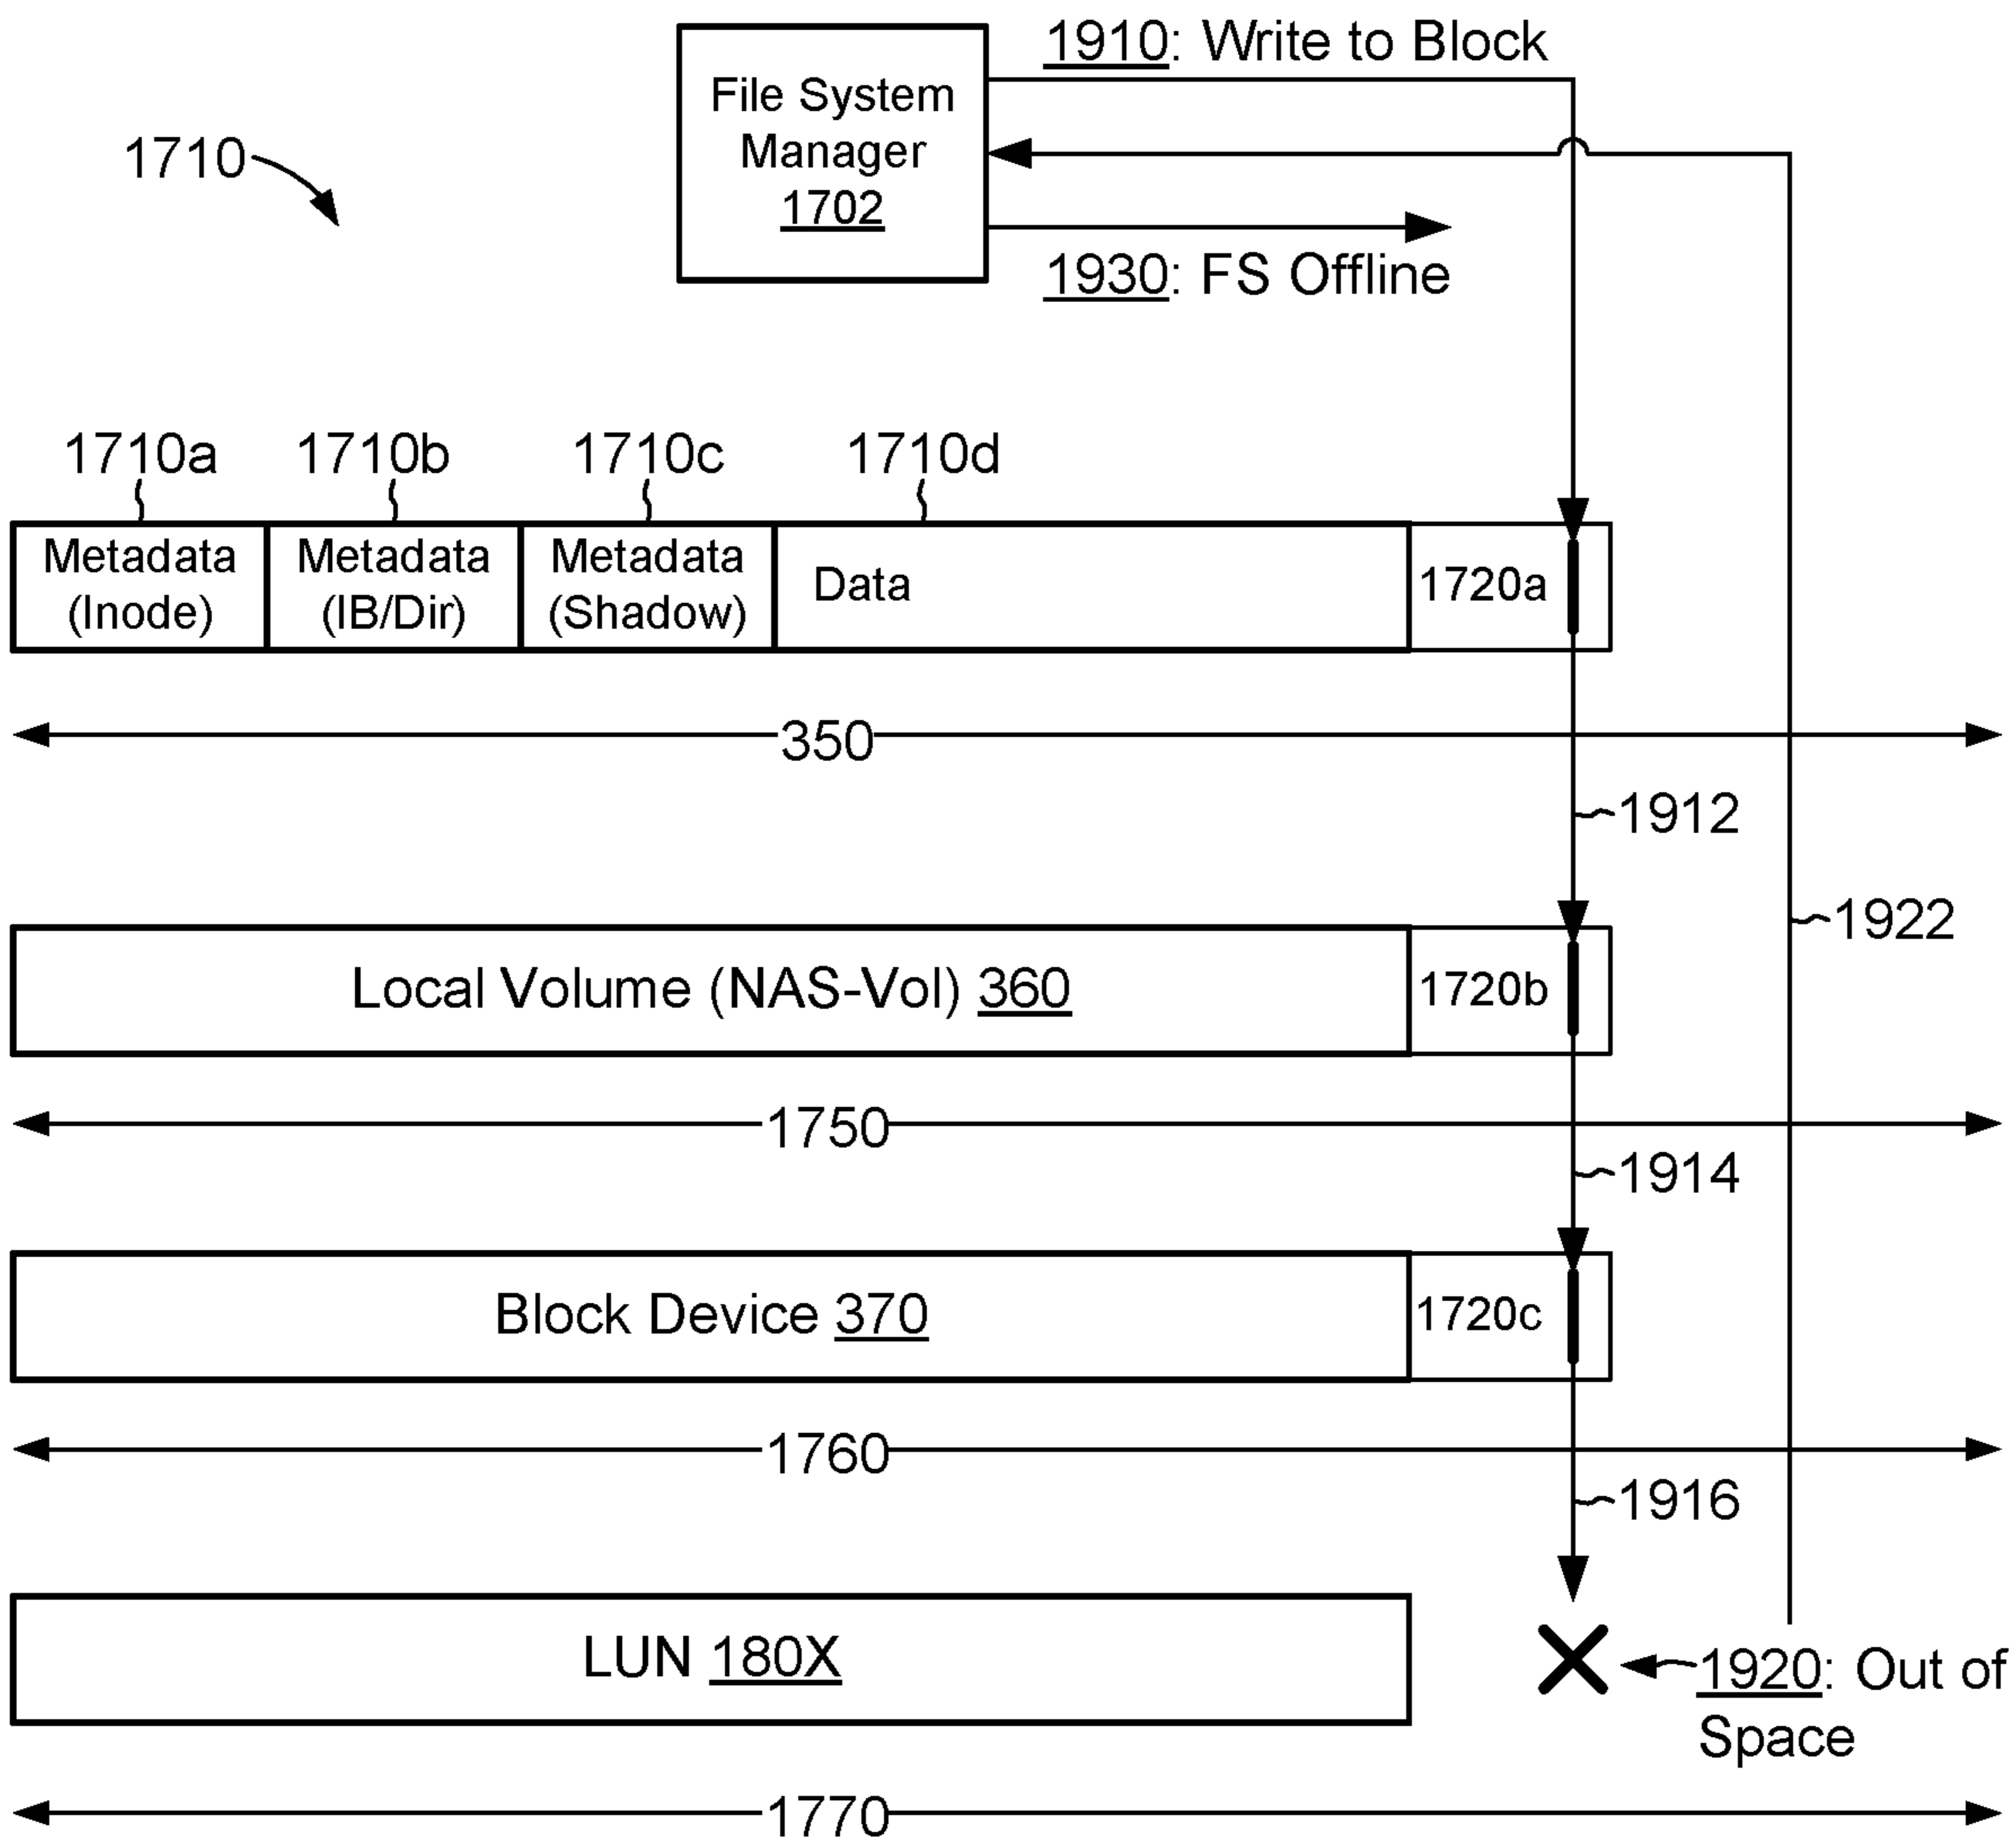 1910: Write to Block
File System
Manager
1702
1710
1930: FS Offline
1710a
1710b
1710c
1710d
Metadata
(Inode)
Metadata
(IB/Dir)
Metadata
(Shadow)
Data
1720a
350
1912
1922
Local Volume (NAS-Vol) 360
1720b
1750
1914
Block Device 370
1720c
1760
1916
LUN 180X
1920: Out of
Space
1770